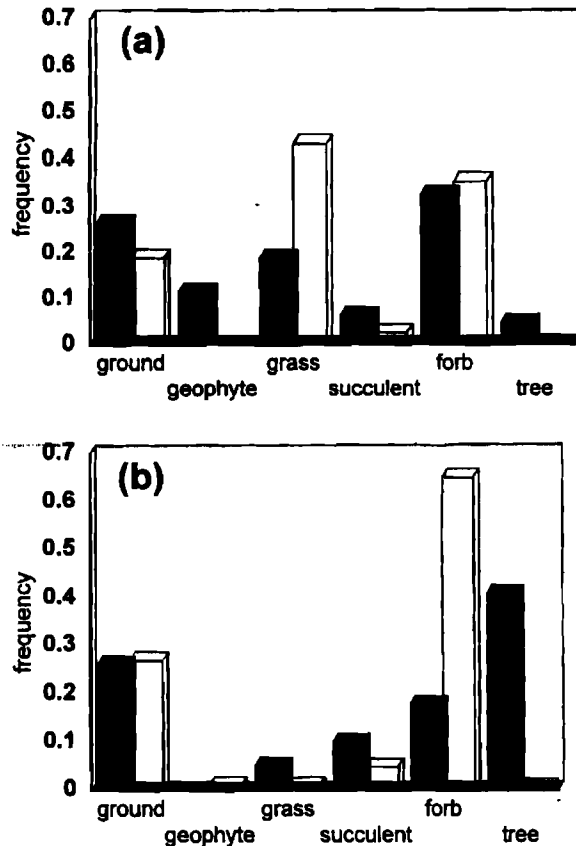 (a)
0.7
0.6
0.5
0.4
0.3
0.2
0.1
0
frequency
ground grass forb
geophyte succulent tree
(b)
0.7
0.6
0.5
0.4
0.3
0.2
0.1
0
frequency
ground grass forb
geophyte succulent tree